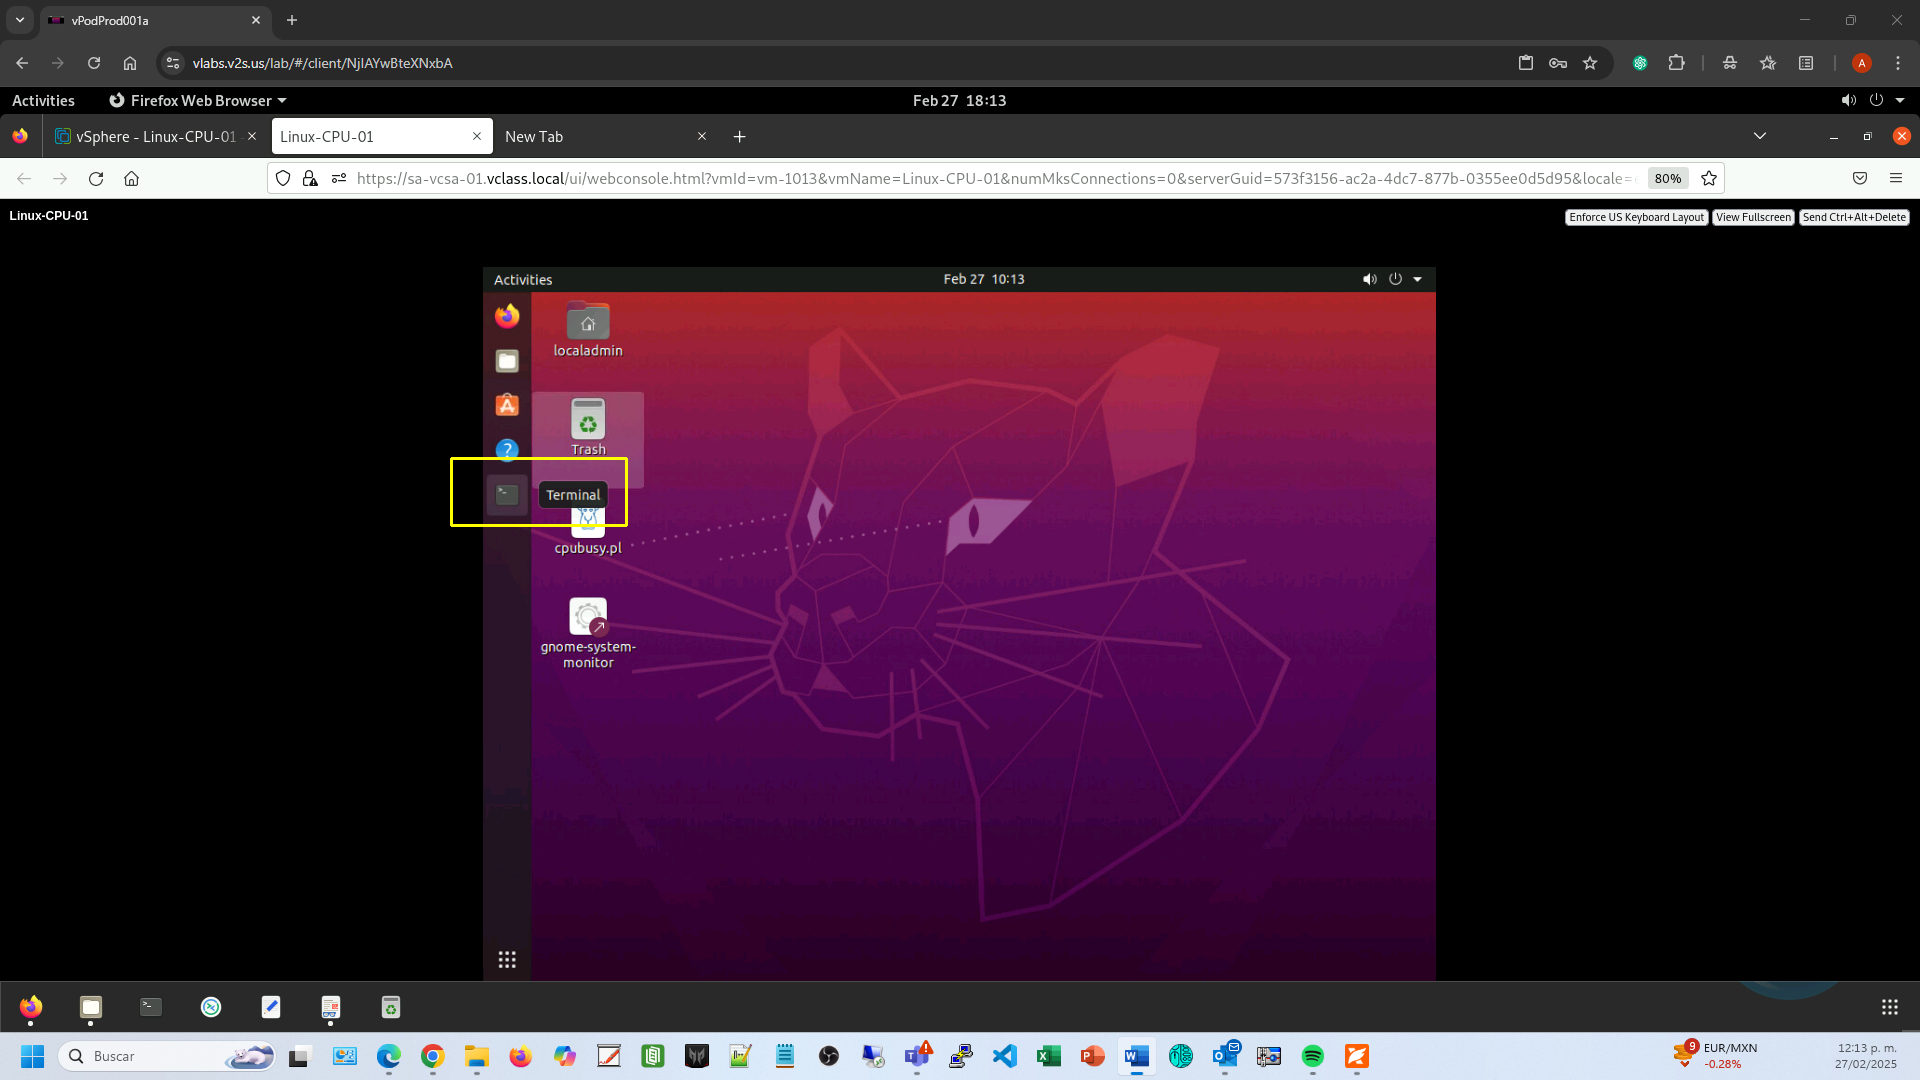 vPodProd001a
vlabs.v2s.us/lab/#/client/NjlAYwBteXNxbA
A
Activities
Firefox Web Browser
Feb 27 18:13
vSphere - Linux-CPU-01
Linux-CPU-01
New Tab
https://sa-vcsa-01.vclass.local/ui/webconsole.html?vmId=vm-1013&vmName=Linux-CPU-01&numMksConnections=0&serverGuid=573f3156-ac2a-4dc7-877b-0355ee0d5d95&locale=
80%
Linux-CPU-01
Enforce US Keyboard Layout
View Fullscreen
Send Ctrl+Alt+Delete
Activities
Feb 27 10:13
localadmin
Trash
Terminal
cpubusy.pl
gnome-system-
monitor
Buscar
9
EUR/MXN
-0.28%
12:13 p. m.
27/02/2025